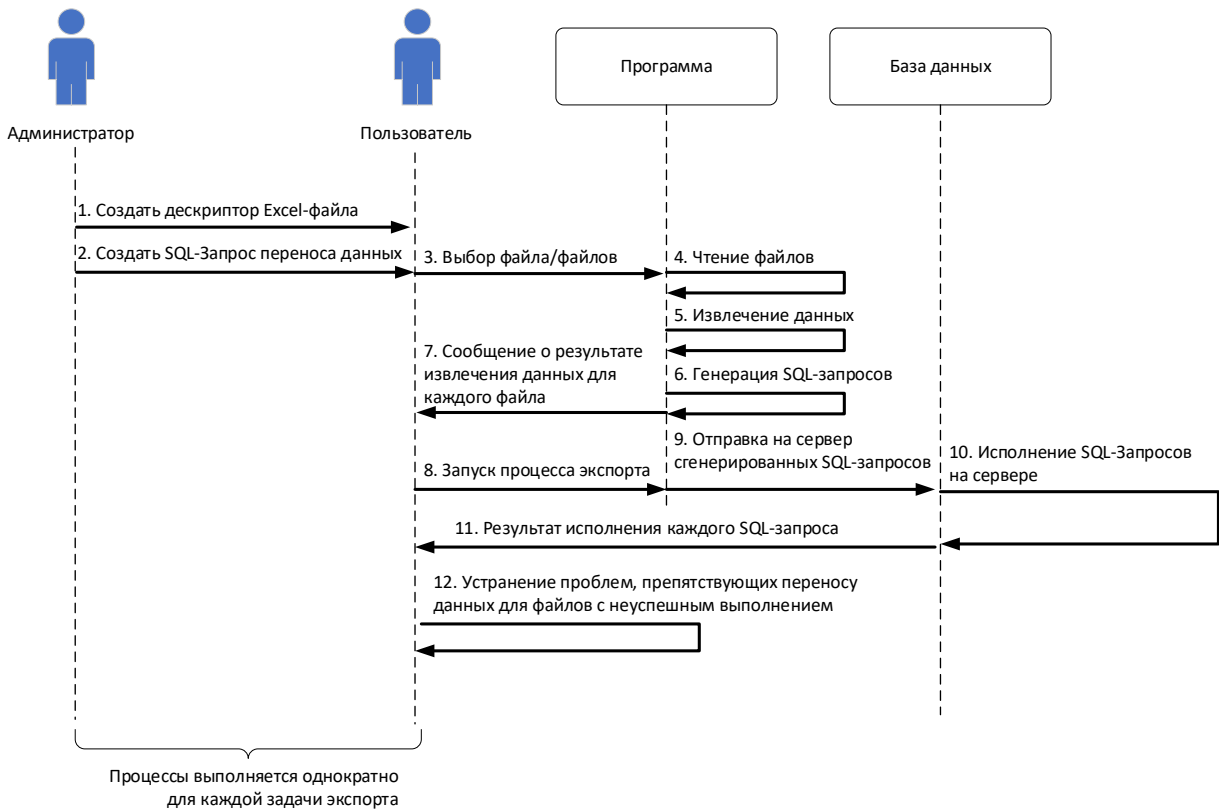 Программа
База данных
Администратор
Пользователь
1. Создать дескриптор Excel-файла
2. Создать SQL-Запрос переноса данных
3. Выбор файла/файлов
4. Чтение файлов
5. Извлечение данных
7. Сообщение о результате
извлечения данных для
каждого файла
6. Генерация SQL-запросов
9. Отправка на сервер
сгенерированных SQL-запросов
10. Исполнение SQL-Запросов
на сервере
8. Запуск процесса экспорта
11. Результат исполнения каждого SQL-запроса
12. Устранение проблем, препятствующих переносу
данных для файлов с неуспешным выполнением
Процессы выполняется однократно
для каждой задачи экспорта